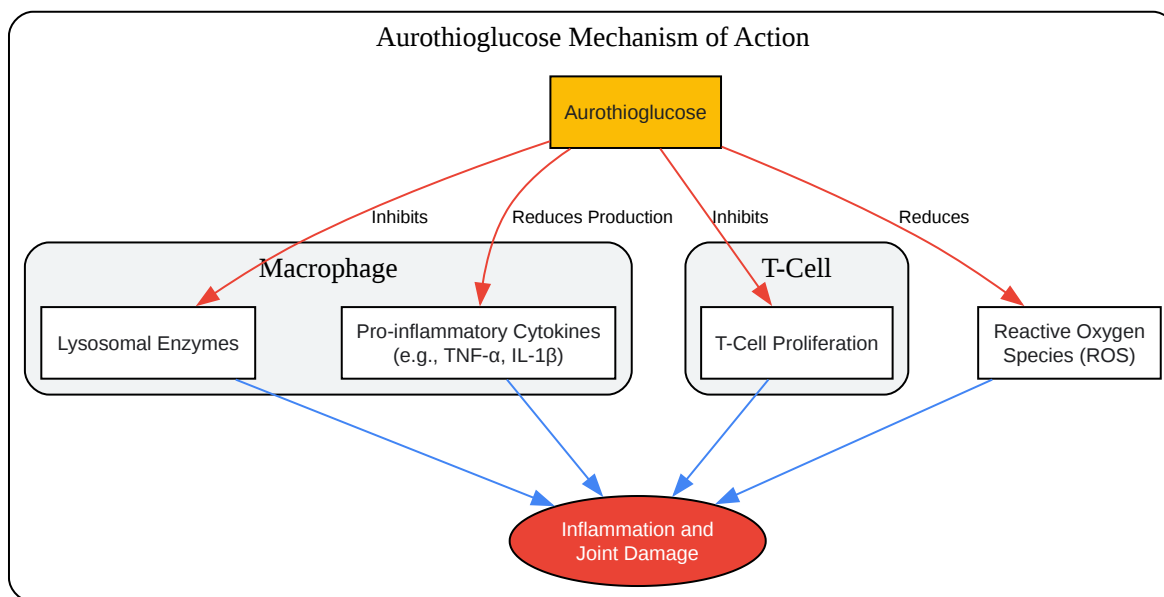 Aurothioglucose Mechanism of Action
Aurothioglucose
Inhibits
Reduces Production
Inhibits
Reduces
Macrophage
T-Cell
Lysosomal Enzymes
Pro-inflammatory Cytokines
(e.g., TNF-α, IL-1β)
T-Cell Proliferation
Reactive Oxygen
Species (ROS)
Inflammation and
Joint Damage